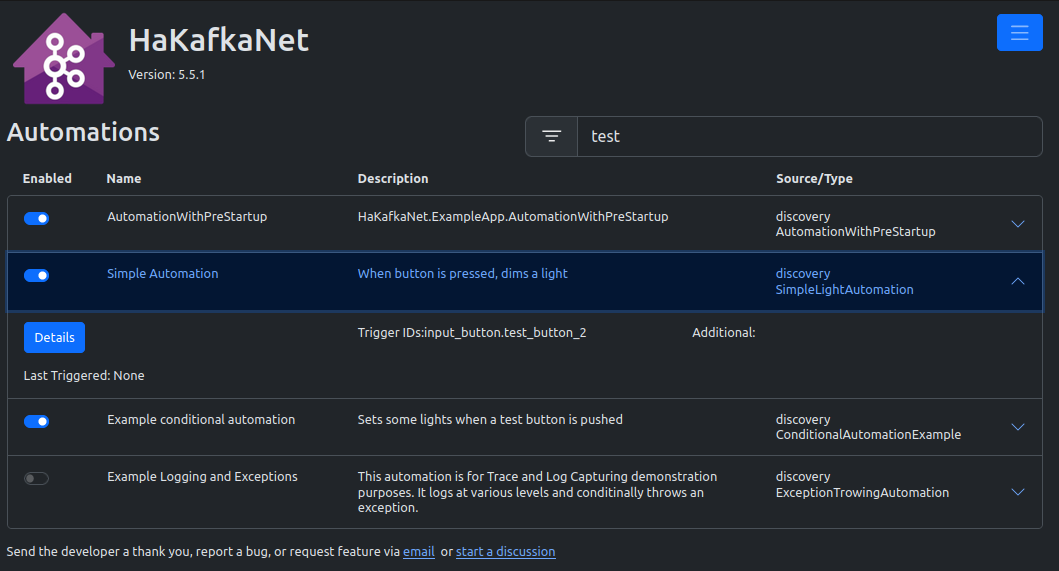 HaKafkaNet
Version: 5.5.1
Automations
test
Enabled Name Description Source/Type
AutomationWithPreStartup HaKafkaNet.ExampleApp.AutomationWithPreStartup discovery
AutomationWithPreStartup
Simple Automation When button is pressed, dims a light discovery
SimpleLightAutomation
Details Trigger IDs:input_button.test_button_2 Additional:
Last Triggered: None
Example conditional automation Sets some lights when a test button is pushed discovery
ConditionalAutomationExample
Example Logging and Exceptions This automation is for Trace and Log Capturing demonstration discovery
purposes. It logs at various levels and conditinally throws an ExceptionTrowingAutomation
exception.
Send the developer a thank you, report a bug, or request feature via email or start a discussion